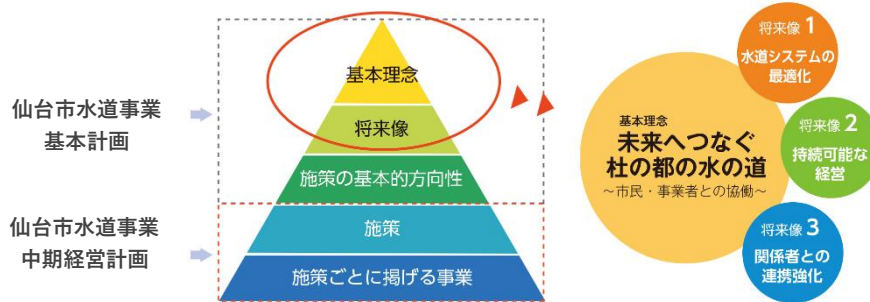 仙台市水道事業
基本計画
仙台市水道事業
中期経営計画
基本理念
将来像
施策の基本的方向性
施策
施策ごとに掲げる事業
基本理念
未来へつなぐ
杜の都の水の道
～市民・事業者との協働～
将来像 1
水道システムの
最適化
将来像 2
持続可能な
経営
将来像 3
関係者との
連携強化